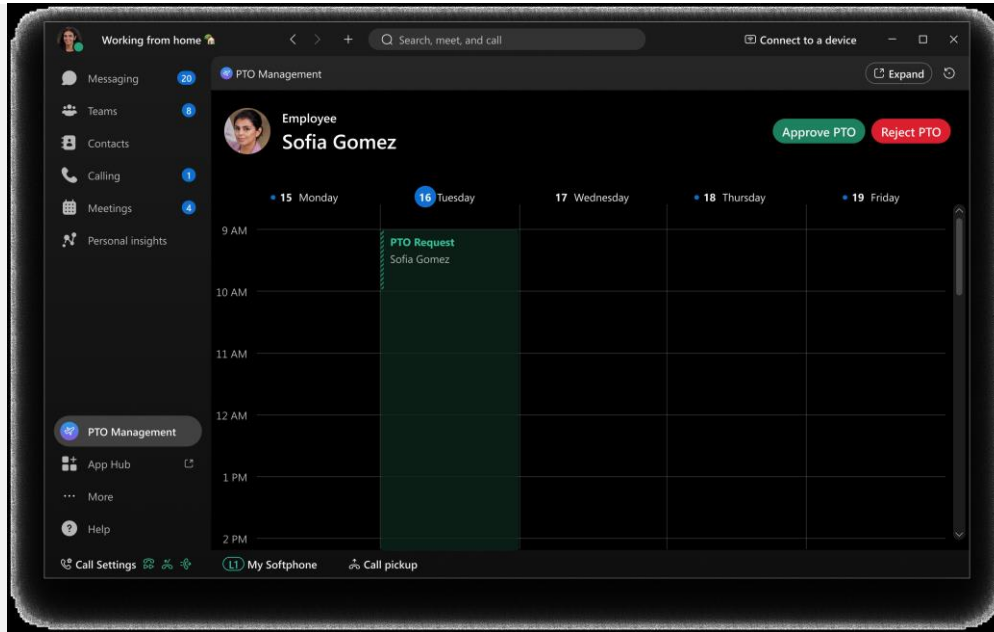 Working from home
Search, meet, and call
Connect to a device
Messaging 20
Teams 8
Contacts
Calling 1
Meetings 4
Personal insights
PTO Management
App Hub
More
Help
PTO Management
Expand
Employee
Sofia Gomez
Approve PTO
Reject PTO
15 Monday
16 Tuesday
17 Wednesday
18 Thursday
19 Friday
9 AM
PTO Request
Sofia Gomez
10 AM
11 AM
12 AM
1 PM
2 PM
Call Settings
L1 My Softphone
Call pickup